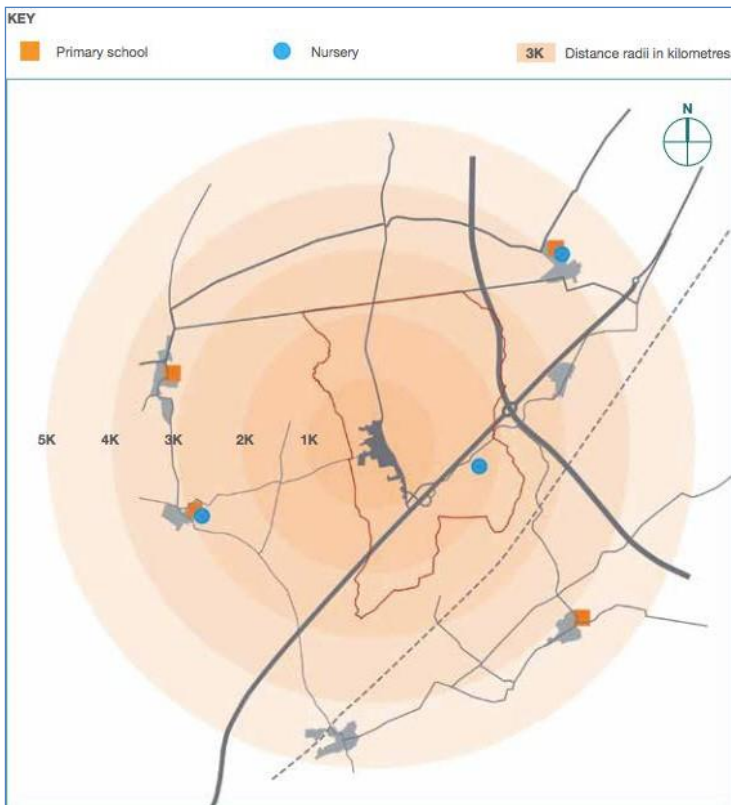 KEY
Primary school Nursery 3K Distance radii in kilometres
N
5K 4K 3K 2K 1K